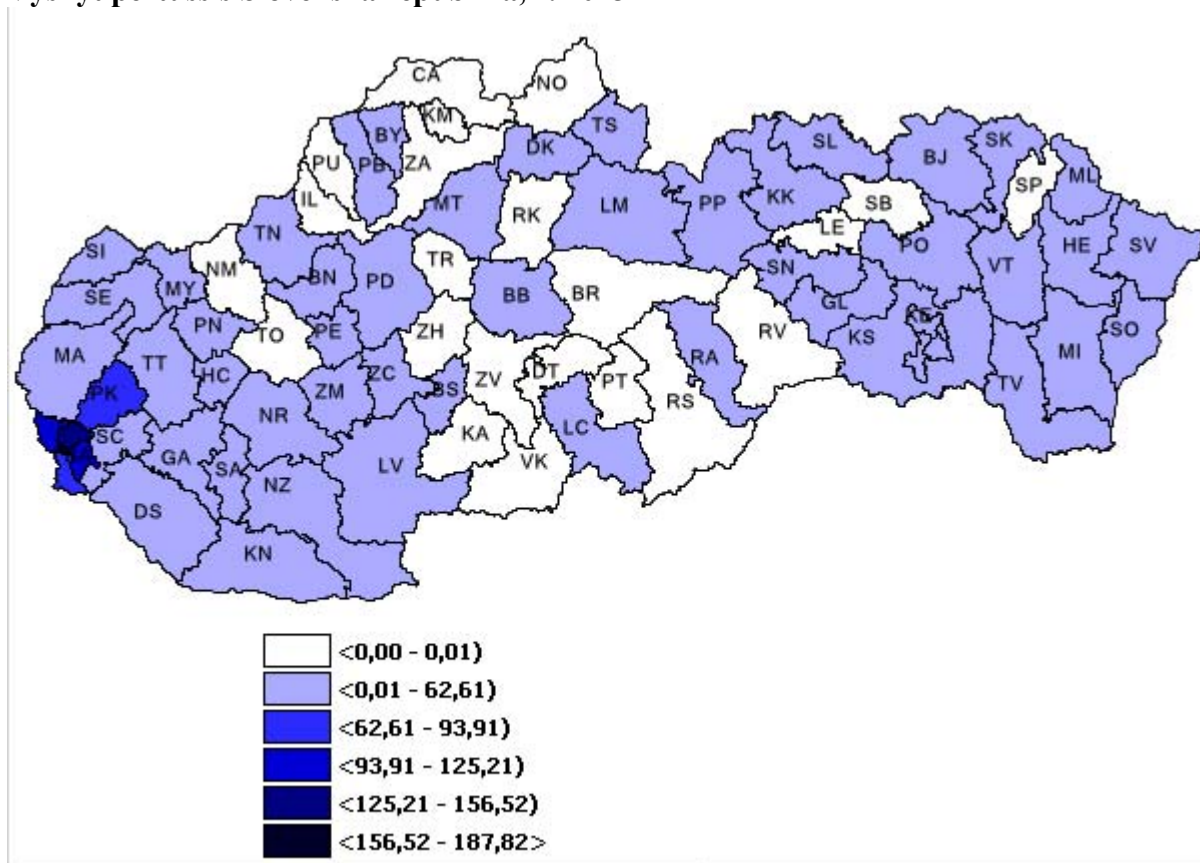 CA
NO
KM
TS
BY
PB
PU
ZA
DK
SL
BJ
SK
SP
ML
IL
MT
RK
LM
PP
KK
SB
LE
TN
PO
HE
SV
SI
NM
TR
VT
MY
BN
PD
SN
SE
BB
BR
GL
PN
TO
PE
ZH
RV
KS
SO
MA
TT
HC
RA
MI
DT
PK
ZM
ZC
BS
ZV
PT
RS
TV
SC
NR
LC
KA
GA
SA
LV
VK
NZ
DS
KN
<0,00 - 0,01)
<0,01 - 62,61)
<62,61 - 93,91)
<93,91 - 125,21)
<125,21 - 156,52)
<156,52 - 187,82>